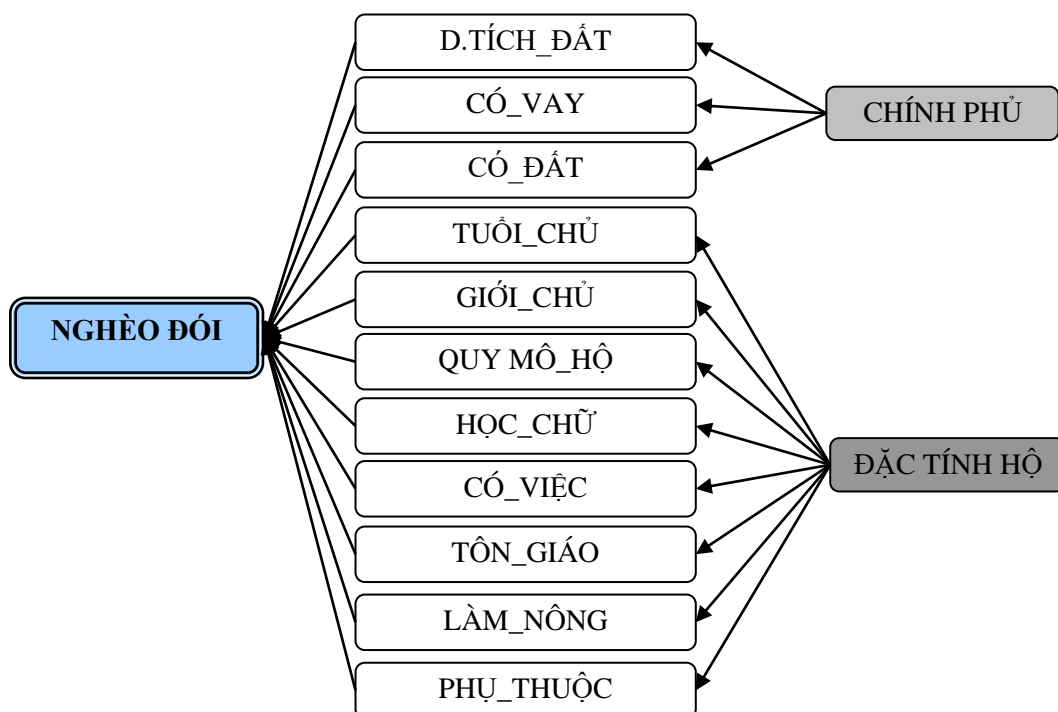 D.TÍCH_ĐẤT
CÓ_VAY
CHÍNH PHỦ
CÓ_ĐẤT
TUỔI_CHỦ
GIỚI_CHỦ
NGHÈO ĐÓI
QUY MÔ_HỘ
HỌC_CHỮ
ĐẶC TÍNH HỘ
CÓ_VIỆC
TÔN_GIÁO
LÀM_NÔNG
PHỤ_THUỘC